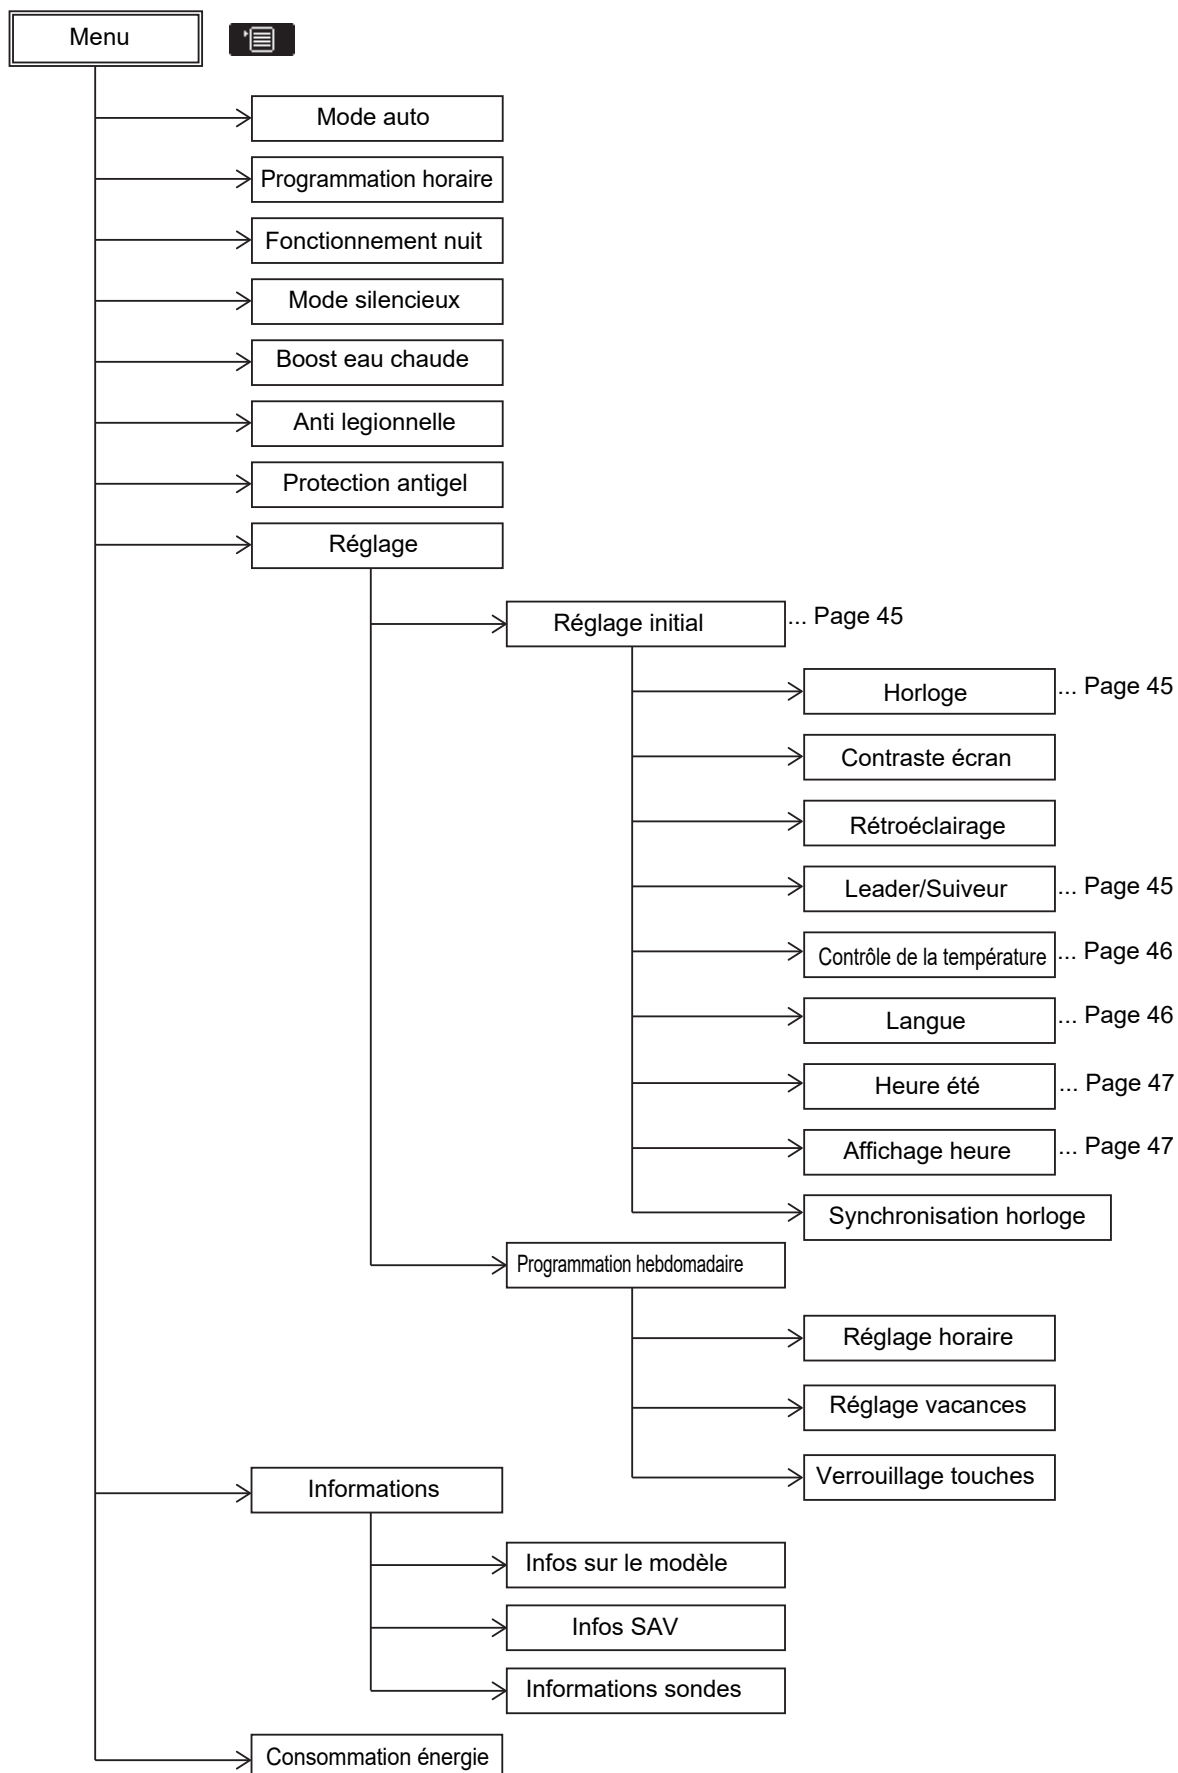 Menu
Mode auto
Programmation horaire
Fonctionnement nuit
Mode silencieux
Boost eau chaude
Anti legionnelle
Protection antigel
Réglage
Réglage initial ... Page 45
Horloge ... Page 45
Contraste écran
Rétroéclairage
Leader/Suiveur ... Page 45
Contrôle de la température ... Page 46
Langue ... Page 46
Heure été ... Page 47
Affichage heure ... Page 47
Synchronisation horloge
Programmation hebdomadaire
Réglage horaire
Réglage vacances
Verrouillage touches
Informations
Infos sur le modèle
Infos SAV
Informations sondes
Consommation énergie